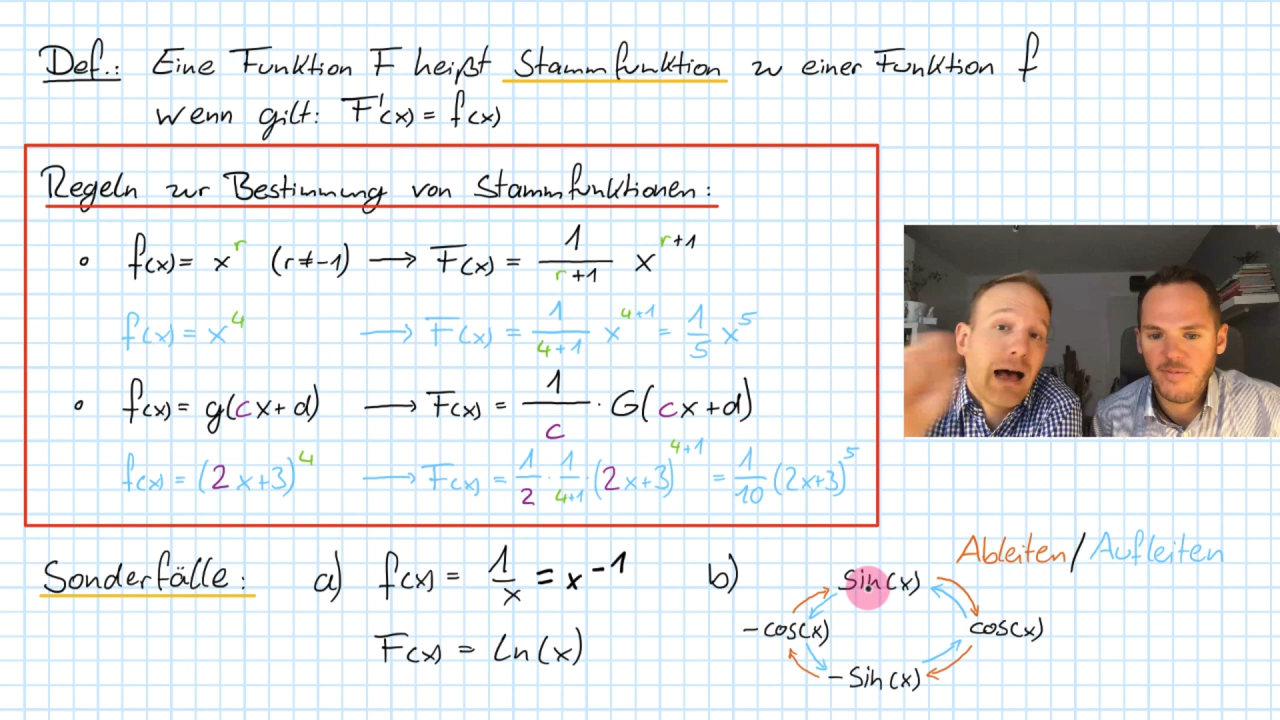 Def.: Eine Funktion F heißt Stammfunktion zu einer Funktion f
wenn gilt: F'(x) = f(x)
Regeln zur Bestimmung von Stammfunktionen:
∘ f(x) = x^r (r ≠ -1) → F(x) = 1/(r+1) x^(r+1)
f(x) = x^4 → F(x) = 1/(4+1) x^(4+1) = 1/5 x^5
∘ f(x) = g(cx+d) → F(x) = 1/c · G(cx+d)
f(x) = (2x+3)^4 → F(x) = 1/2 · 1/(4+1) · (2x+3)^(4+1) = 1/10 (2x+3)^5
Sonderfälle: a) f(x) = 1/x = x^-1
F(x) = ln(x)
b)
Ableiten/Aufleiten
sin(x)
-cos(x) cos(x)
-sin(x)